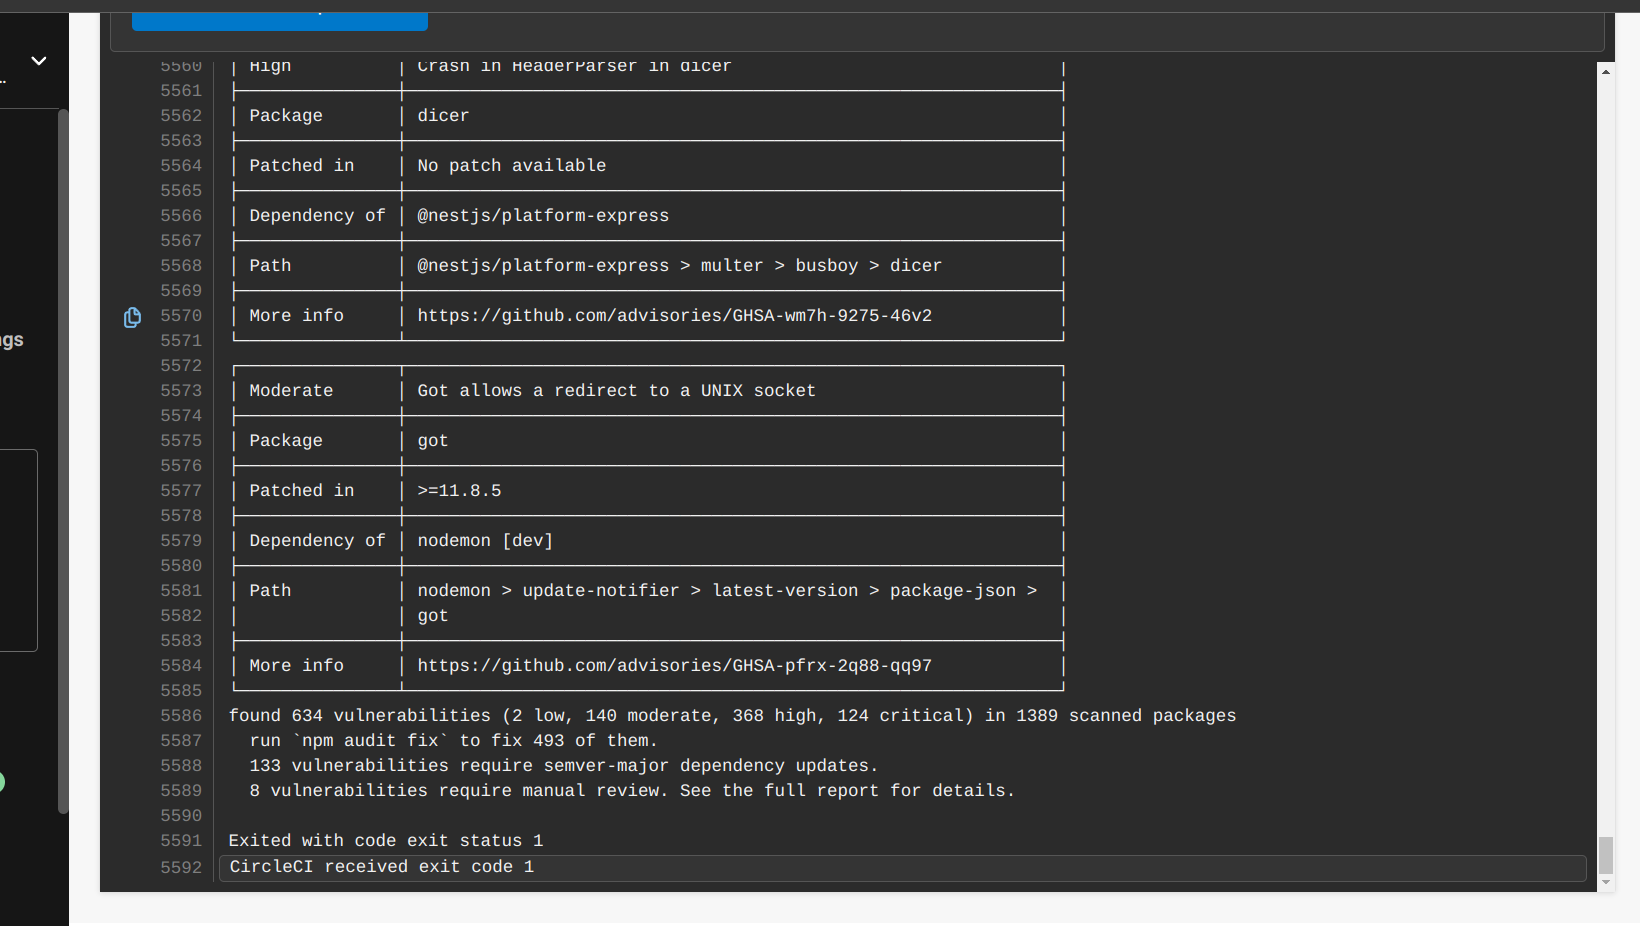 5560 | High | Crash in HeaderParser in dicer |
5561
5562 | Package | dicer |
5563
5564 | Patched in | No patch available |
5565
5566 | Dependency of | @nestjs/platform-express |
5567
5568 | Path | @nestjs/platform-express > multer > busboy > dicer |
5569
5570 | More info | https://github.com/advisories/GHSA-wm7h-9275-46v2 |
5571
5572
5573 | Moderate | Got allows a redirect to a UNIX socket |
5574
5575 | Package | got |
5576
5577 | Patched in | >=11.8.5 |
5578
5579 | Dependency of | nodemon [dev] |
5580
5581 | Path | nodemon > update-notifier > latest-version > package-json > |
5582 | | got |
5583
5584 | More info | https://github.com/advisories/GHSA-pfrx-2q88-qq97 |
5585
5586 found 634 vulnerabilities (2 low, 140 moderate, 368 high, 124 critical) in 1389 scanned packages
5587 run `npm audit fix` to fix 493 of them.
5588 133 vulnerabilities require semver-major dependency updates.
5589 8 vulnerabilities require manual review. See the full report for details.
5590
5591 Exited with code exit status 1
5592 CircleCI received exit code 1